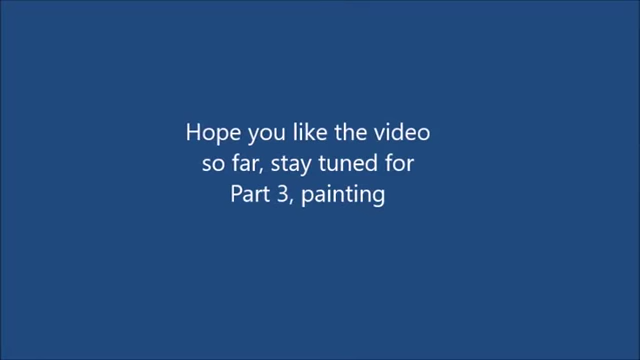 Hope you like the video
so far, stay tuned for
Part 3, painting